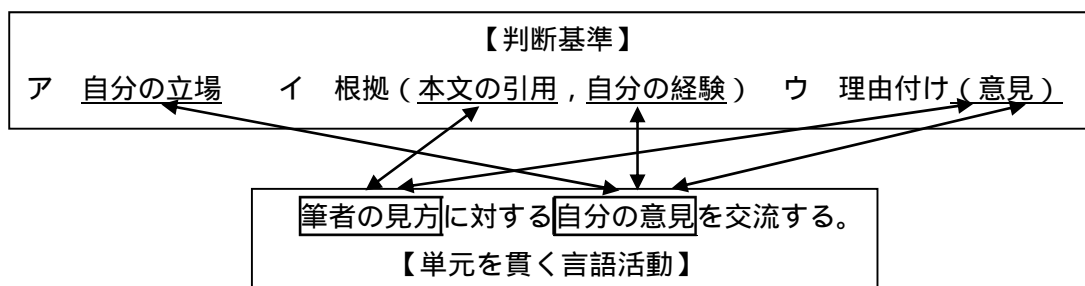 【判断基準】
ア 自分の立場 イ 根拠(本文の引用,自分の経験) ウ 理由付け(意見)
筆者の見方に対する自分の意見を交流する。
【単元を貫く言語活動】